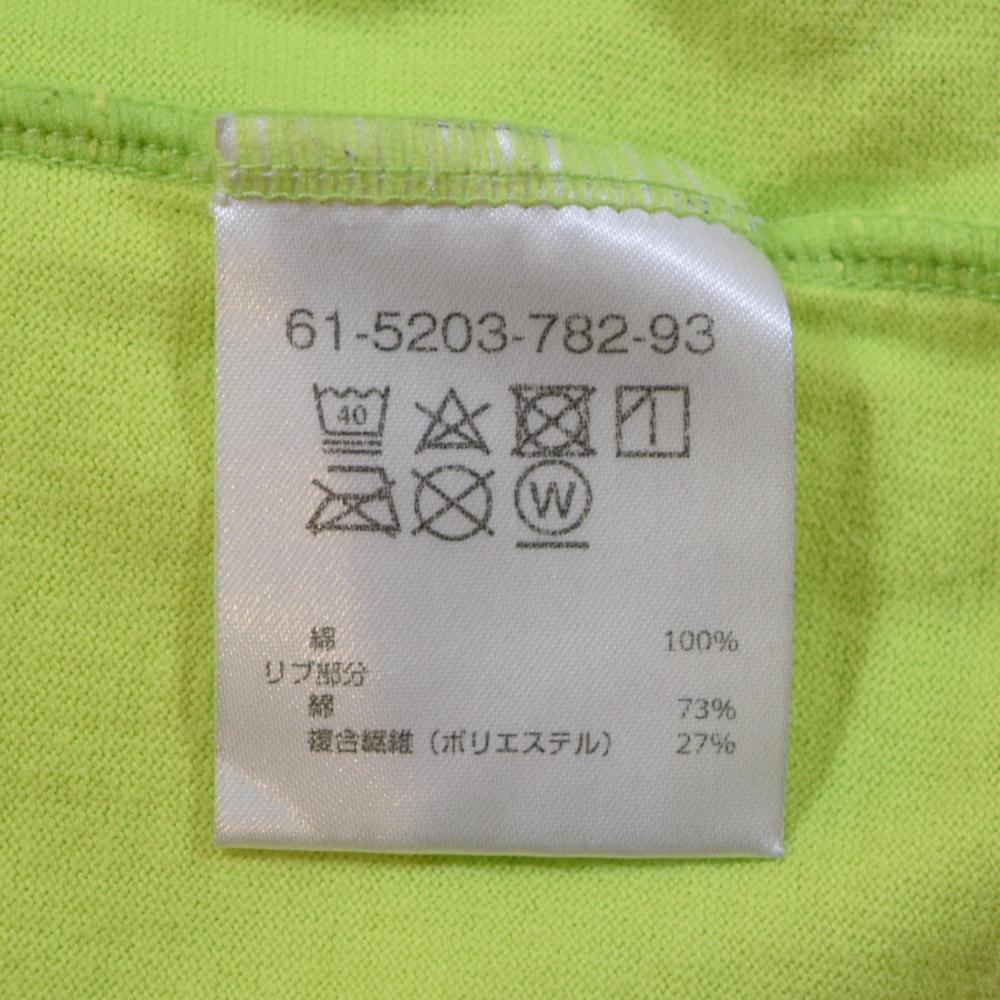 61-5203-782-93
40
W
綿 100%
リブ部分
綿 73%
複合繊維（ポリエステル） 27%